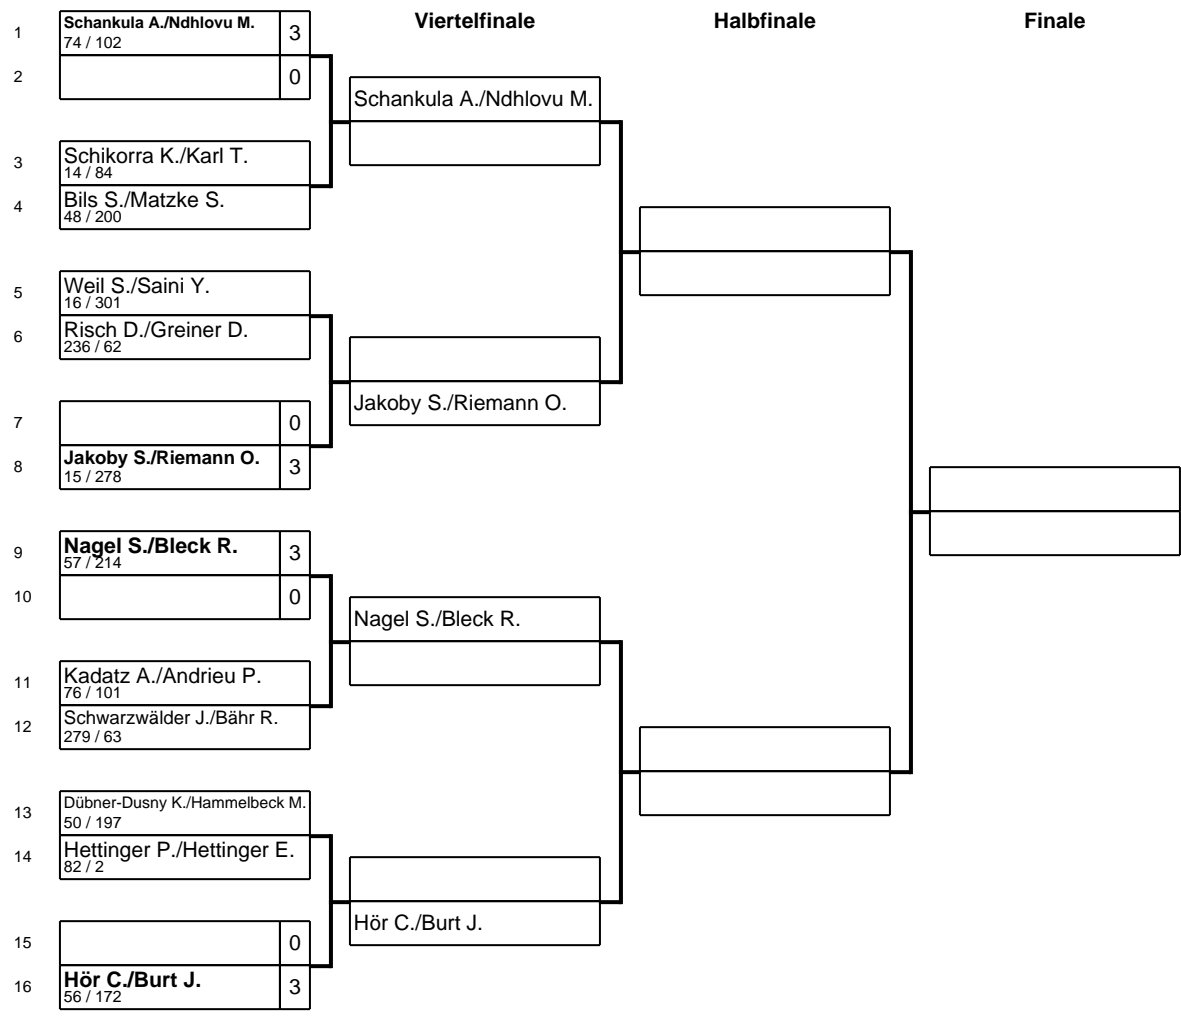 Viertelfinale
Halbfinale
Finale
1
Schankula A./Ndhlovu M.
3
74 / 102
2
0
Schankula A./Ndhlovu M.
3
Schikorra K./Karl T.
14 / 84
4
Bils S./Matzke S.
48 / 200
5
Weil S./Saini Y.
16 / 301
6
Risch D./Greiner D.
236 / 62
Jakoby S./Riemann O.
7
0
8
Jakoby S./Riemann O.
3
15 / 278
9
Nagel S./Bleck R.
3
57 / 214
10
0
Nagel S./Bleck R.
11
Kadatz A./Andrieu P.
76 / 101
12
Schwarzwälder J./Bähr R.
279 / 63
13
Dübner-Dusny K./Hammelbeck M.
50 / 197
14
Hettinger P./Hettinger E.
82 / 2
Hör C./Burt J.
15
0
16
Hör C./Burt J.
3
56 / 172